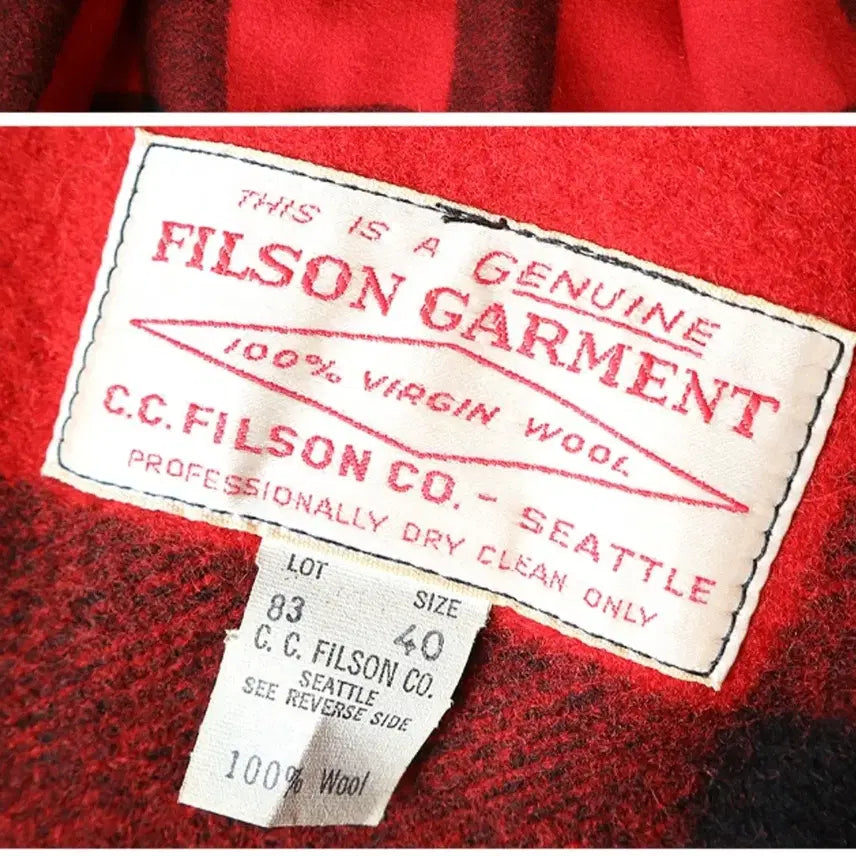 THIS IS A GENUINE
FILSON GARMENT
100% VIRGIN WOOL
C.C. FILSON CO. - SEATTLE
PROFESSIONALLY DRY CLEAN ONLY
LOT SIZE
83 40
C. C. FILSON CO.
SEATTLE
SEE REVERSE SIDE
100% Wool